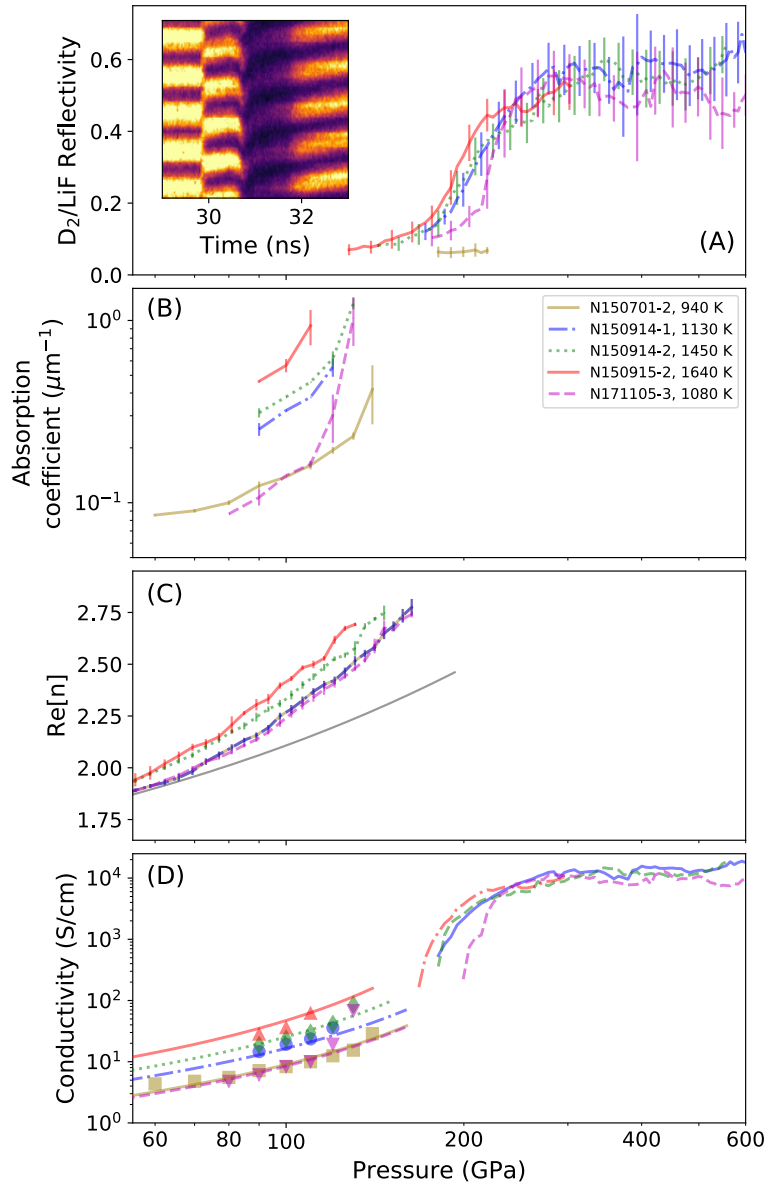 D₂/LiF Reflectivity
0.6
0.4
0.2
0.0
30
32
Time (ns)
(A)
(B)
Absorption
coefficient (μm⁻¹)
10⁰
10⁻¹
N150701-2, 940 K
N150914-1, 1130 K
N150914-2, 1450 K
N150915-2, 1640 K
N171105-3, 1080 K
(C)
Re[n]
2.75
2.50
2.25
2.00
1.75
(D)
Conductivity (S/cm)
10⁴
10³
10²
10¹
10⁰
60
80
100
200
400
600
Pressure (GPa)